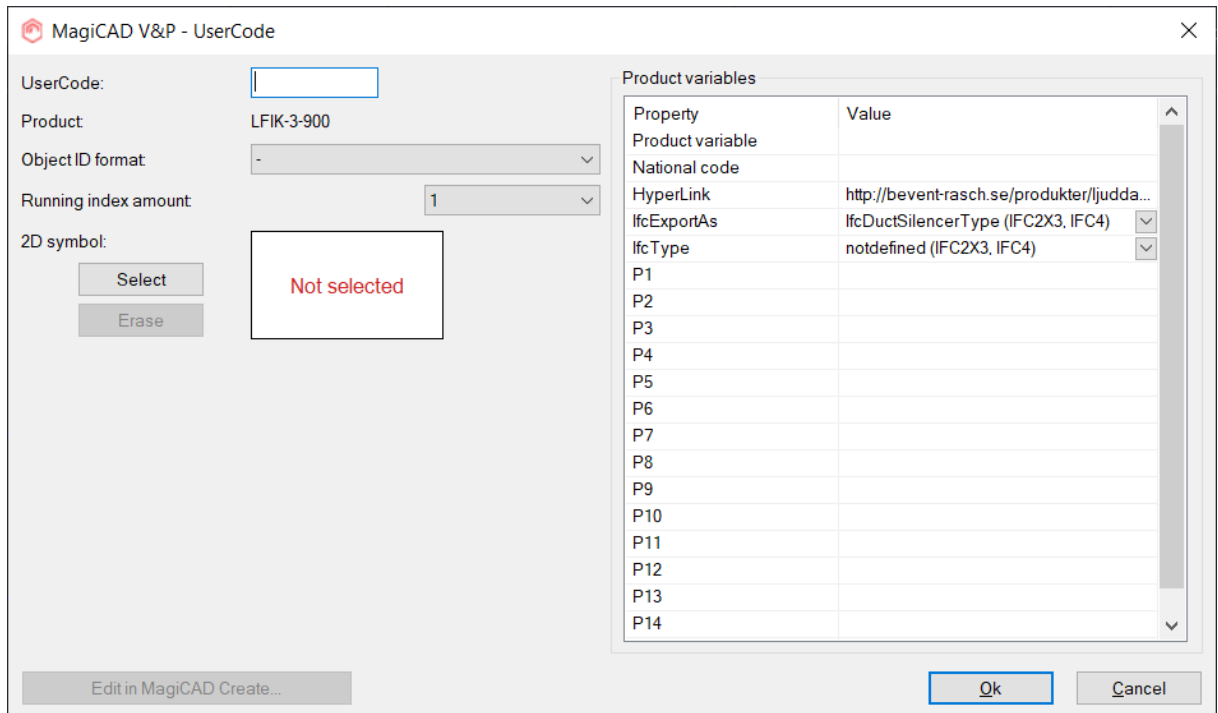 MagiCAD V&P - UserCode
UserCode:
Product:
LFIK-3-900
Object ID format:
-
Running index amount:
1
2D symbol:
Select
Erase
Not selected
Product variables
Property Value
Product variable
National code
HyperLink http://bevent-rasch.se/produkter/ljudda...
IfcExportAs IfcDuctSilencerType (IFC2X3, IFC4)
IfcType notdefined (IFC2X3, IFC4)
P1
P2
P3
P4
P5
P6
P7
P8
P9
P10
P11
P12
P13
P14
Edit in MagiCAD Create...
Ok
Cancel